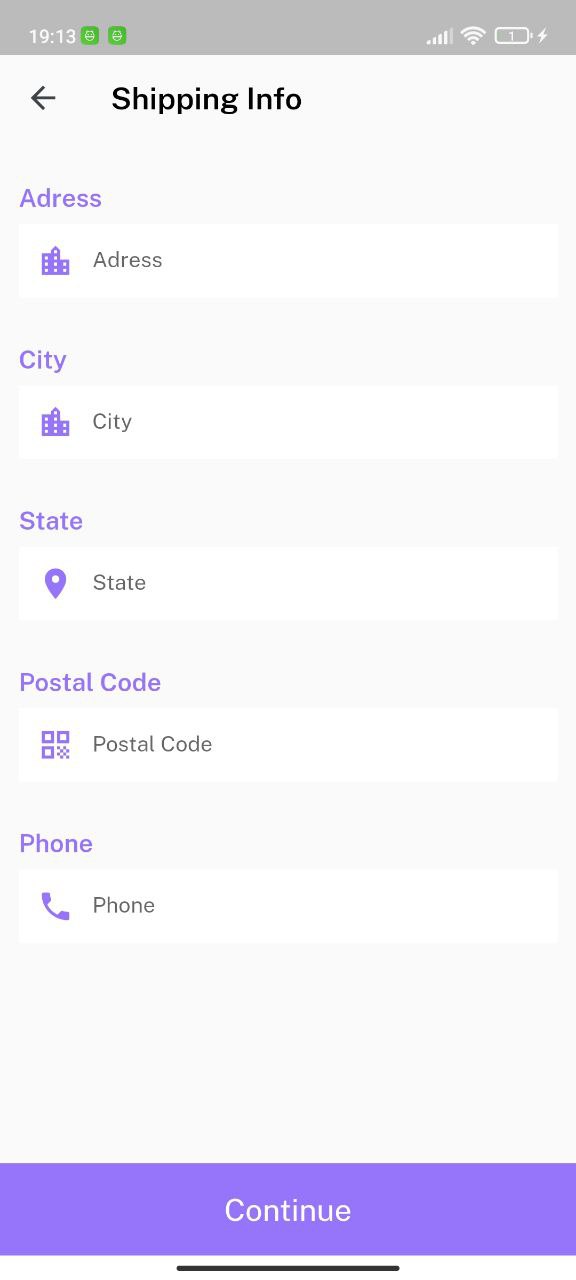 19:13
1
Shipping Info
Adress
Adress
City
City
State
State
Postal Code
Postal Code
Phone
Phone
Continue